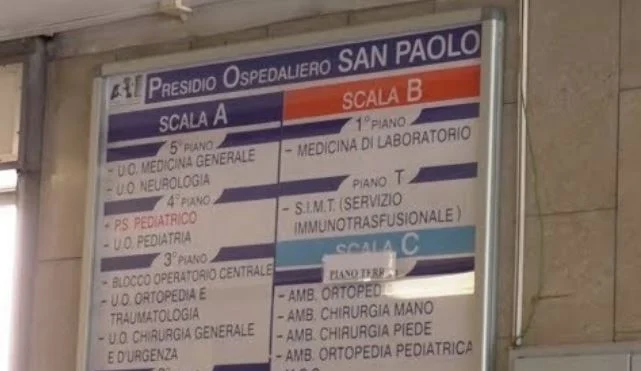 PRESIDIO OSPEDALIERO SAN PAOLO
SCALA A
5° PIANO
- U.O. MEDICINA GENERALE
- U.O. NEUROLOGIA
4° PIANO
- P.S. PEDIATRICO
- U.O. PEDIATRIA
3° PIANO
- BLOCCO OPERATORIO CENTRALE
- U.O. ORTOPEDIA E
TRAUMATOLOGIA
- U.O. CHIRURGIA GENERALE
E D'URGENZA
SCALA B
1° PIANO
- MEDICINA DI LABORATORIO
PIANO T
- S.I.M.T. (SERVIZIO
IMMUNOTRASFUSIONALE)
SCALA C
PIANO TERRA
- AMB. ORTOPEDIA
- AMB. CHIRURGIA MANO
- AMB. CHIRURGIA PIEDE
- AMB. ORTOPEDIA PEDIATRICA